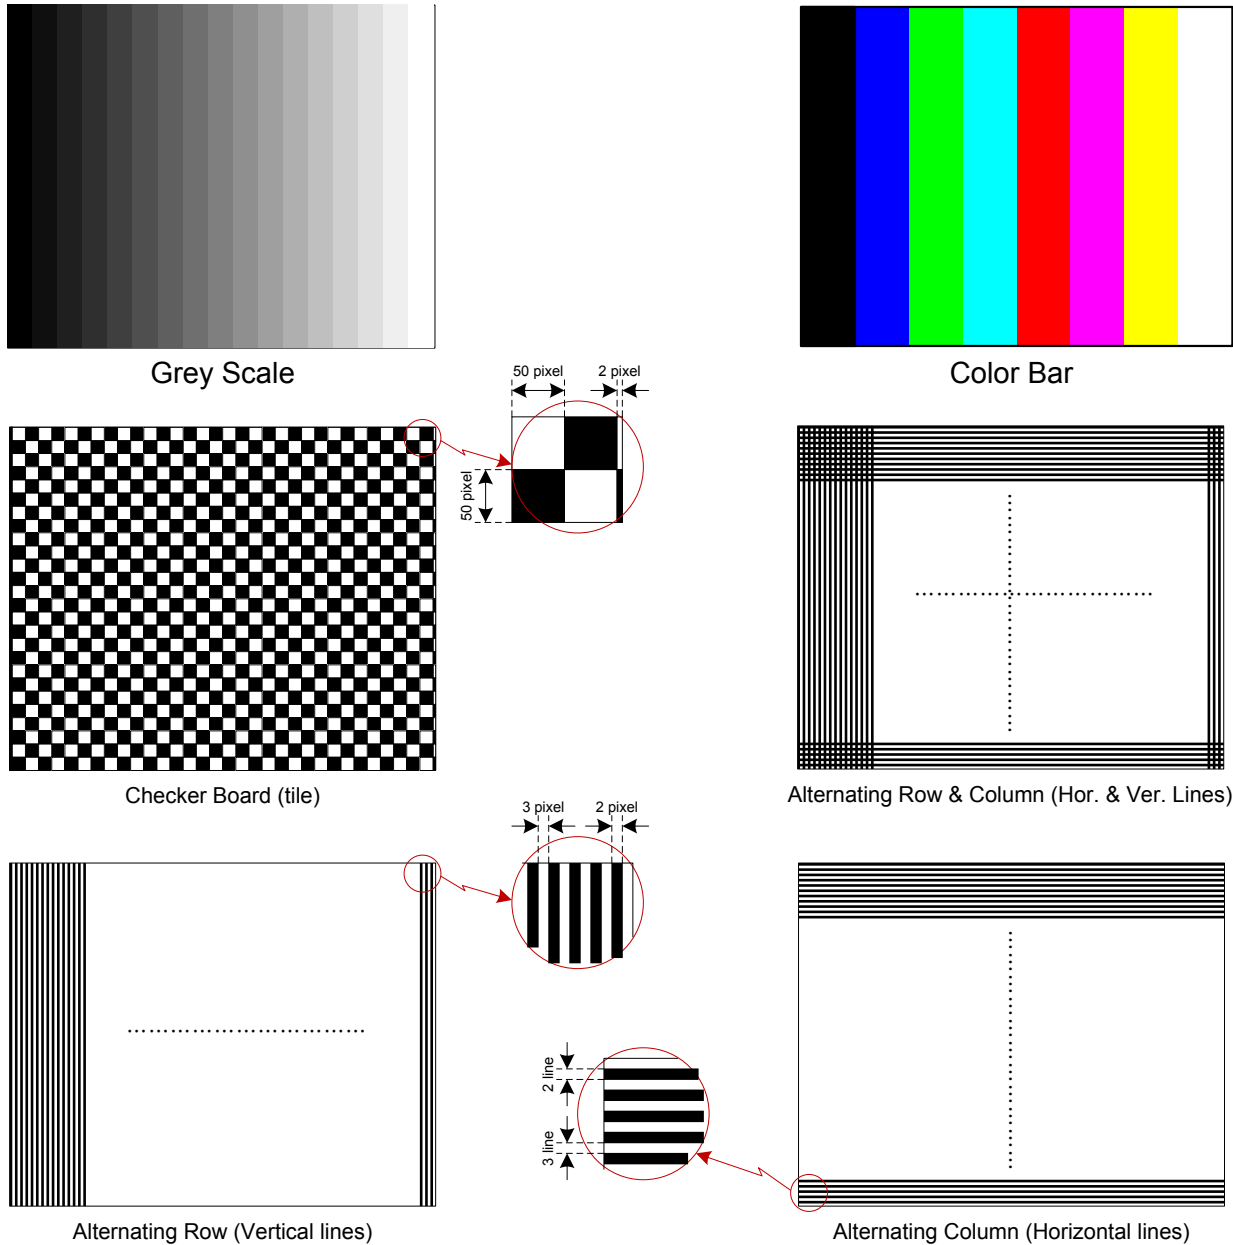 Grey Scale
Color Bar
50 pixel
2 pixel
50 pixel
Checker Board (tile)
Alternating Row & Column (Hor. & Ver. Lines)
3 pixel
2 pixel
2 line
3 line
Alternating Row (Vertical lines)
Alternating Column (Horizontal lines)